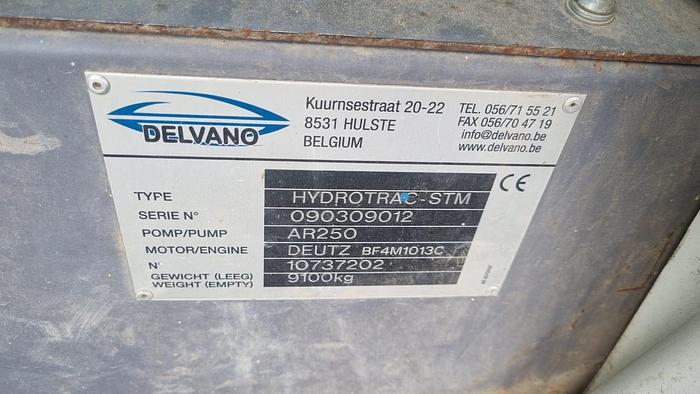 DELVANO
Kuurnsestraat 20-22
8531 HULSTE
BELGIUM
TEL. 056/71 55 21
FAX 056/70 47 19
info@delvano.be
www.delvano.be
CE
TYPE HYDROTRAC-STM
SERIE N° 090309012
POMP/PUMP AR250
MOTOR/ENGINE DEUTZ BF4M1013C
N° 10737202
GEWICHT (LEEG)
WEIGHT (EMPTY) 9100kg